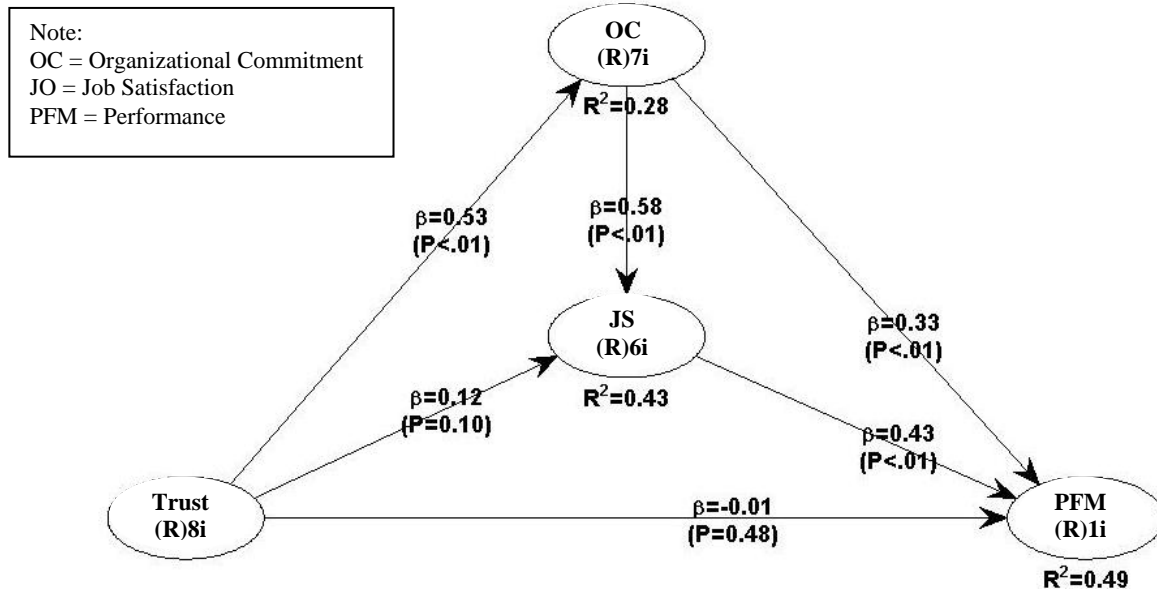 Note:
OC = Organizational Commitment
JO = Job Satisfaction
PFM = Performance
OC
(R)7i
R²=0.28
β=0.53
(P<.01)
β=0.58
(P<.01)
JS
(R)6i
R²=0.43
β=0.33
(P<.01)
β=0.12
(P=0.10)
β=0.43
(P<.01)
Trust
(R)8i
β=-0.01
(P=0.48)
PFM
(R)1i
R²=0.49